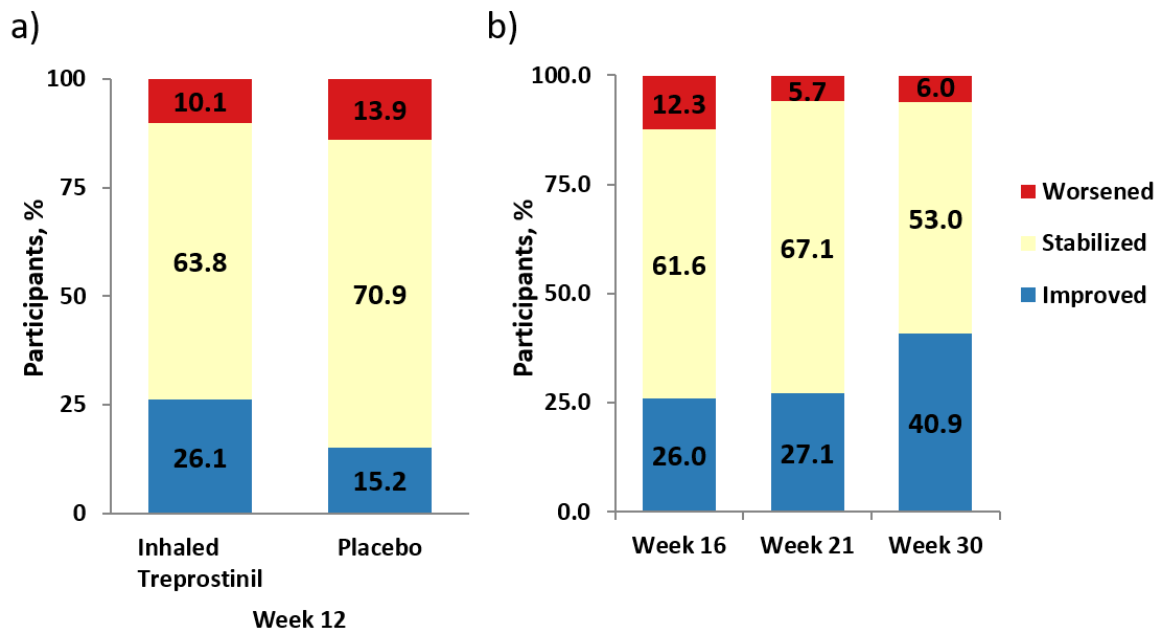 a)
Participants, %
100
75
50
25
0
10.1
63.8
26.1
13.9
70.9
15.2
Inhaled
Treprostinil
Placebo
Week 12
b)
Participants, %
100.0
75.0
50.0
25.0
0.0
12.3
61.6
26.0
5.7
67.1
27.1
6.0
53.0
40.9
Week 16
Week 21
Week 30
Worsened
Stabilized
Improved